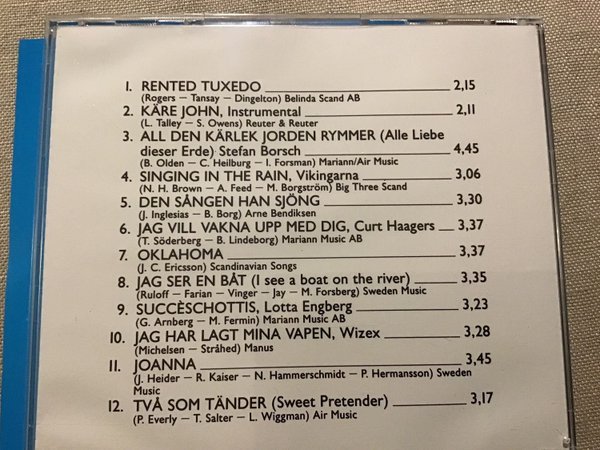 1. RENTED TUXEDO 2,15
(Rogers – Tansay – Dingelton) Belinda Scand AB
2. KÄRE JOHN, Instrumental 2,11
(L. Talley – S. Owens) Reuter & Reuter
3. ALL DEN KÄRLEK JORDEN RYMMER (Alle Liebe
dieser Erde) Stefan Borsch 4,45
(B. Olden – C. Heilburg – I. Forsman) Mariann/Air Music
4. SINGING IN THE RAIN, Vikingarna 3,06
(N. H. Brown – A. Feed – M. Borgström) Big Three Scand
5. DEN SÅNGEN HAN SJÖNG 3,30
(J. Inglesias – B. Borg) Arne Bendiksen
6. JAG VILL VAKNA UPP MED DIG, Curt Haagers 3,37
(T. Söderberg – B. Lindeborg) Mariann Music AB
7. OKLAHOMA 3,37
(J. C. Ericsson) Scandinavian Songs
8. JAG SER EN BÅT (I see a boat on the river) 3,35
(Ruloff – Farian – Vinger – Jay – M. Forsberg) Sweden Music
9. SUCCÈSCHOTTIS, Lotta Engberg 3,23
(G. Arnberg – M. Fermin) Mariann Music AB
10. JAG HAR LAGT MINA VAPEN, Wizex 3,28
(Michelsen – Stråhed) Manus
11. JOANNA 3,45
(J. Heider – R. Kaiser – N. Hammerschmidt – P. Hermansson) Sweden
Music
12. TVÅ SOM TÄNDER (Sweet Pretender) 3,17
(P. Everly – T. Salter – L. Wiggman) Air Music